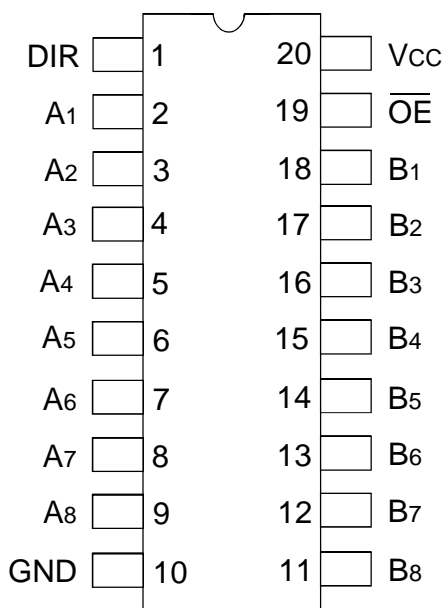 DIR 1 20 VCC
A1 2 19 O̅E̅
A2 3 18 B1
A3 4 17 B2
A4 5 16 B3
A5 6 15 B4
A6 7 14 B5
A7 8 13 B6
A8 9 12 B7
GND 10 11 B8